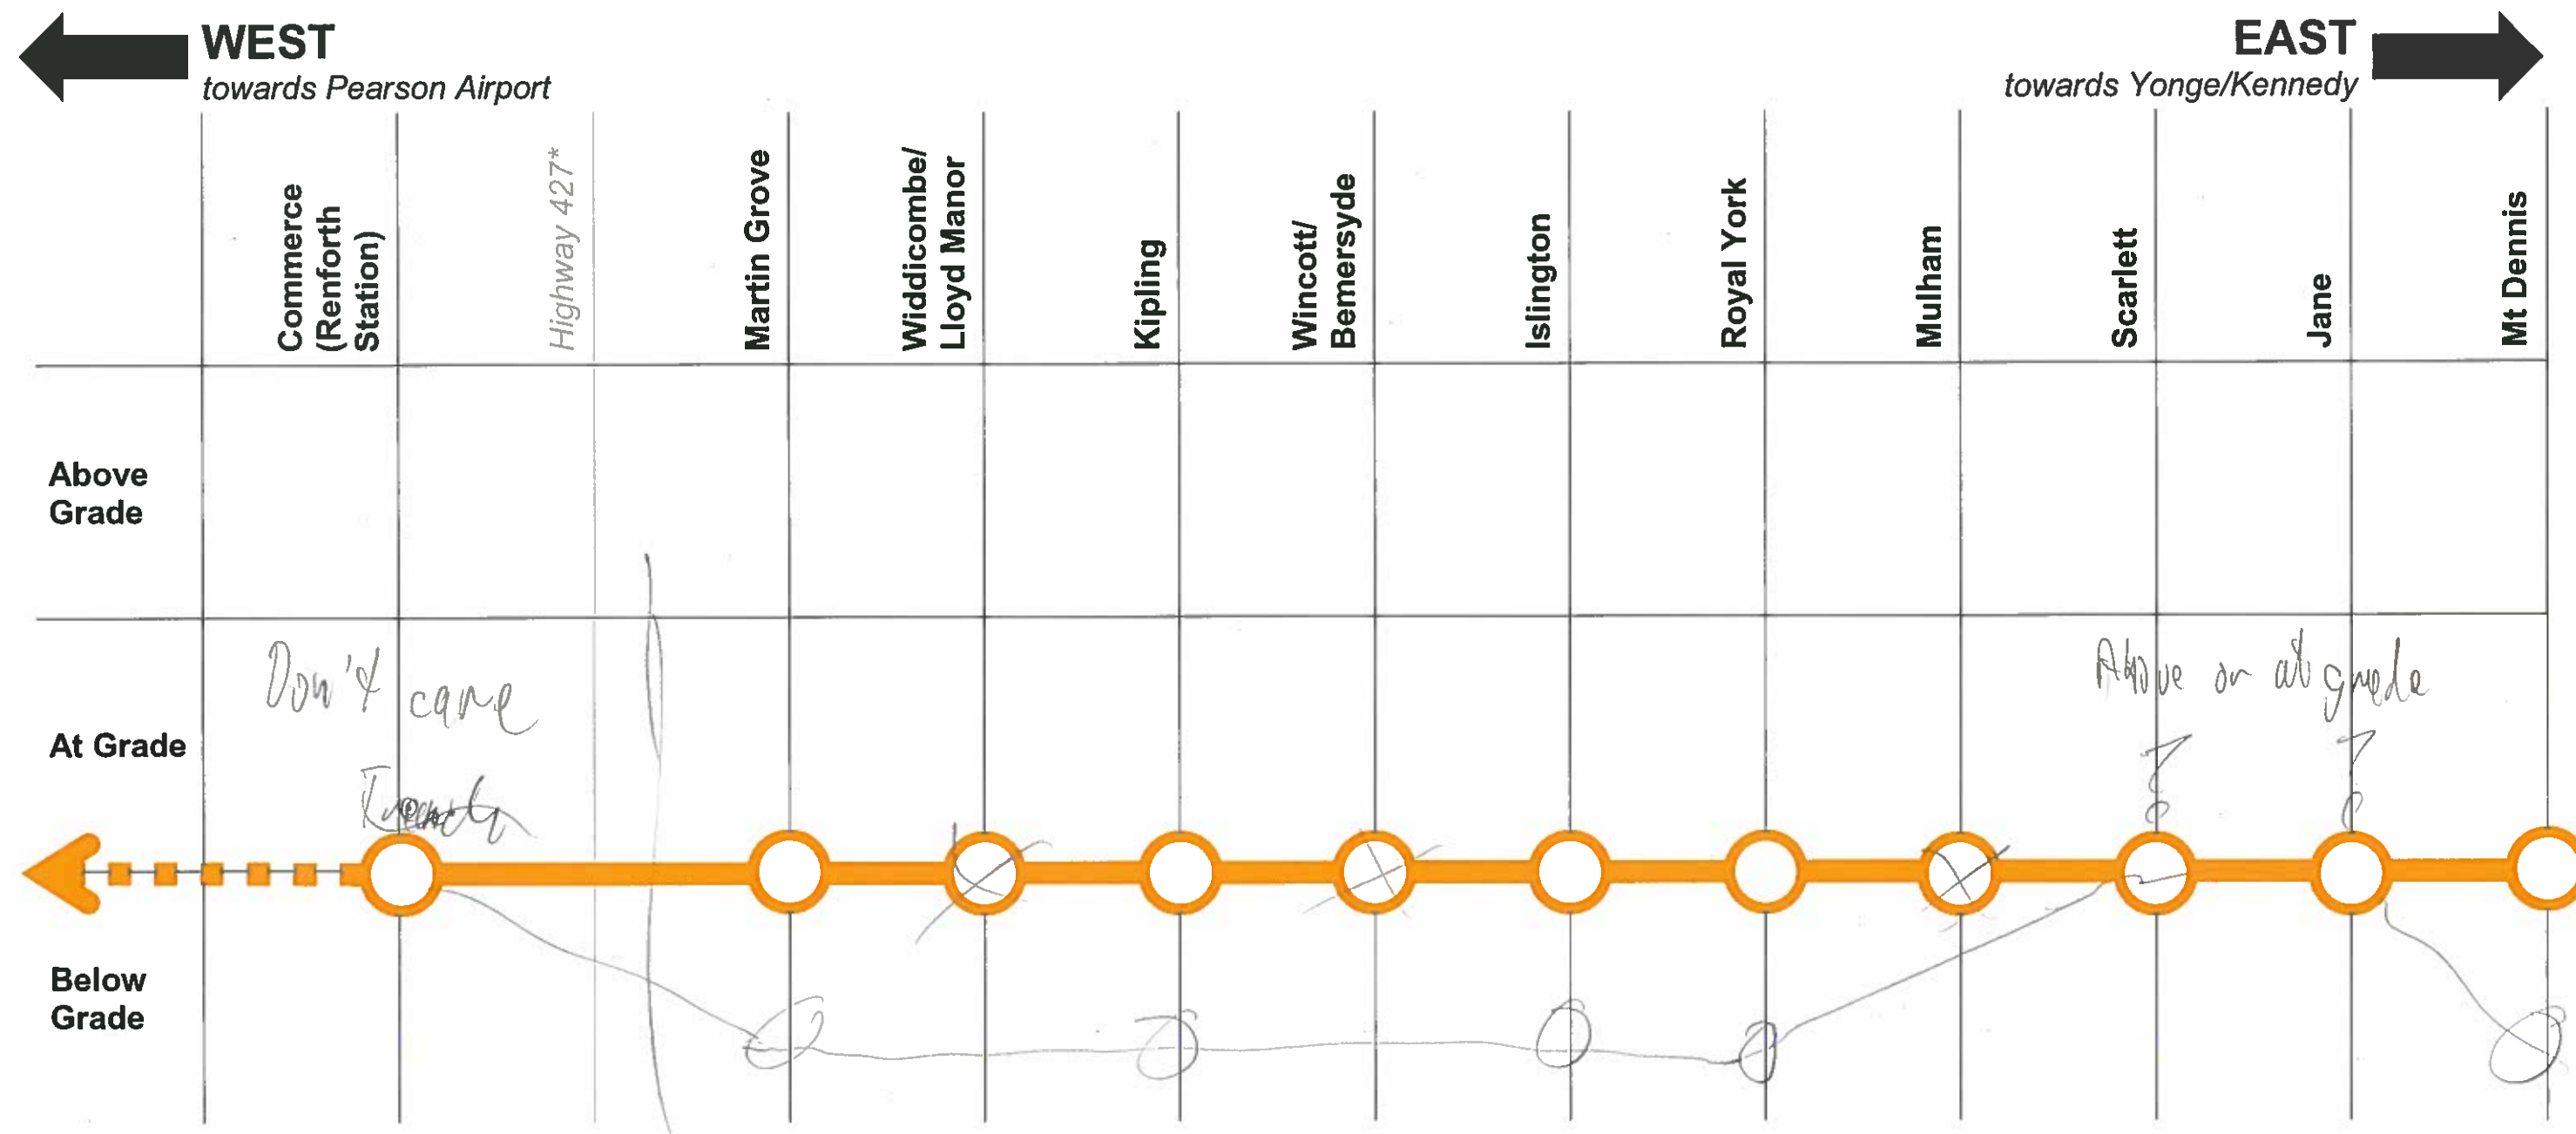 WEST
towards Pearson Airport
EAST
towards Yonge/Kennedy
Commerce
(Renforth
Station)
Highway 427*
Martin Grove
Widdicombe/
Lloyd Manor
Kipling
Wincott/
Bemersyde
Islington
Royal York
Mulham
Scarlett
Jane
Mt Dennis
Above
Grade
At Grade
Don't care
Above or at grade
Below
Grade